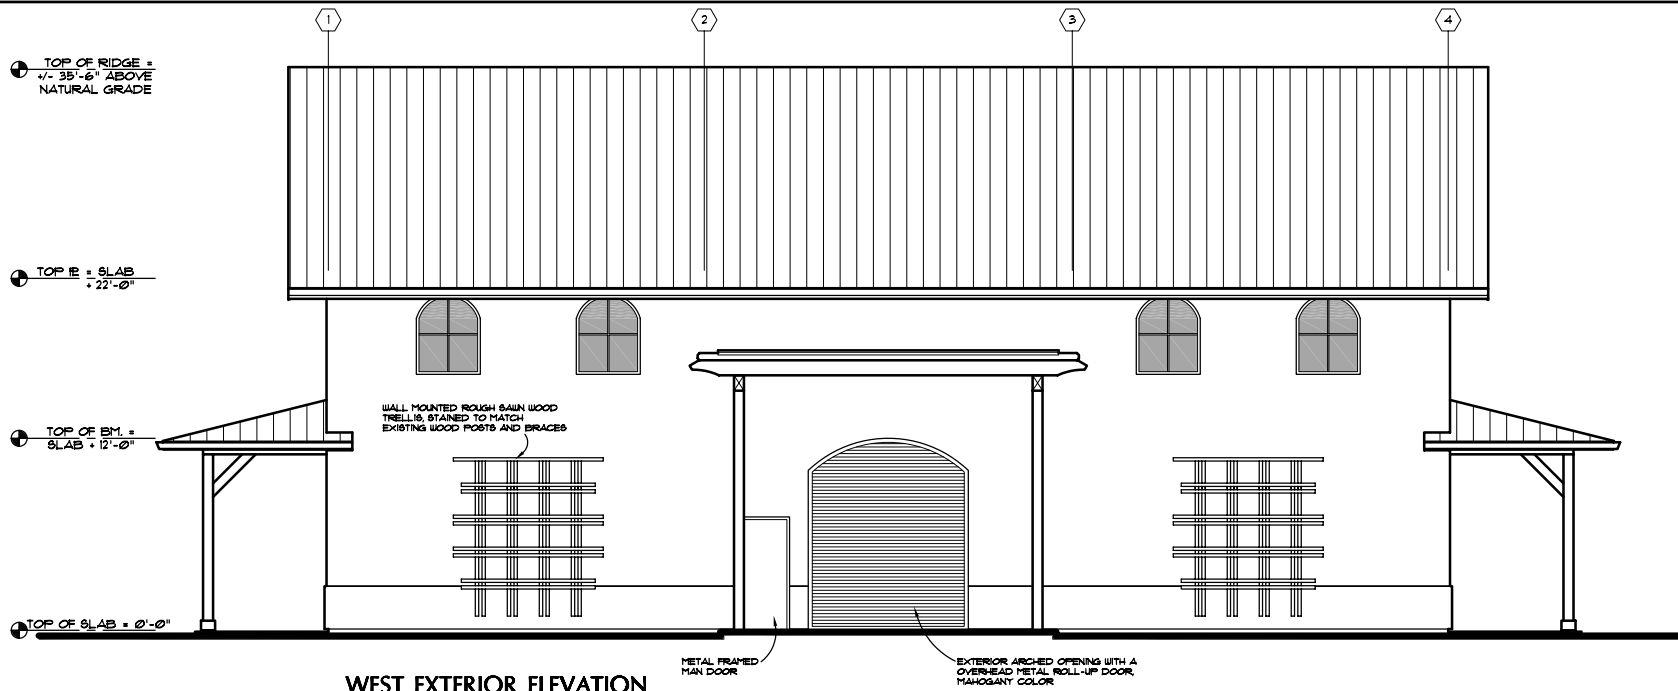 1 2 3 4
TOP OF RIDGE =
+/- 35'-6" ABOVE
NATURAL GRADE
TOP PL = SLAB
+ 22'-0"
WALL MOUNTED ROUGH SAWN WOOD
TRELLIS, STAINED TO MATCH
EXISTING WOOD POSTS AND BRACES
TOP OF BM. =
SLAB + 12'-0"
TOP OF SLAB = 0'-0"
METAL FRAMED
MAN DOOR
EXTERIOR ARCHED OPENING WITH A
OVERHEAD METAL ROLL-UP DOOR,
MAHOGANY COLOR
WEST EXTERIOR ELEVATION